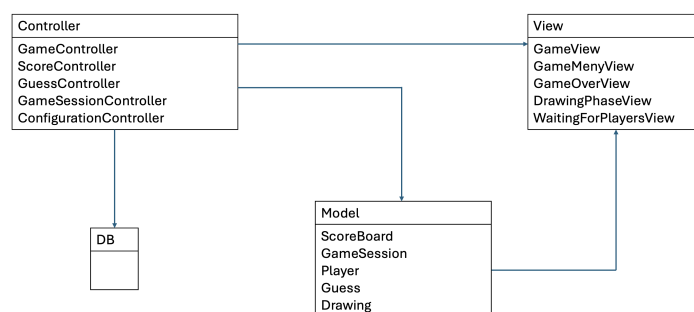 Controller
GameController
ScoreController
GuessController
GameSessionController
ConfigurationController
View
GameView
GameMenyView
GameOverView
DrawingPhaseView
WaitingForPlayersView
DB
Model
ScoreBoard
GameSession
Player
Guess
Drawing